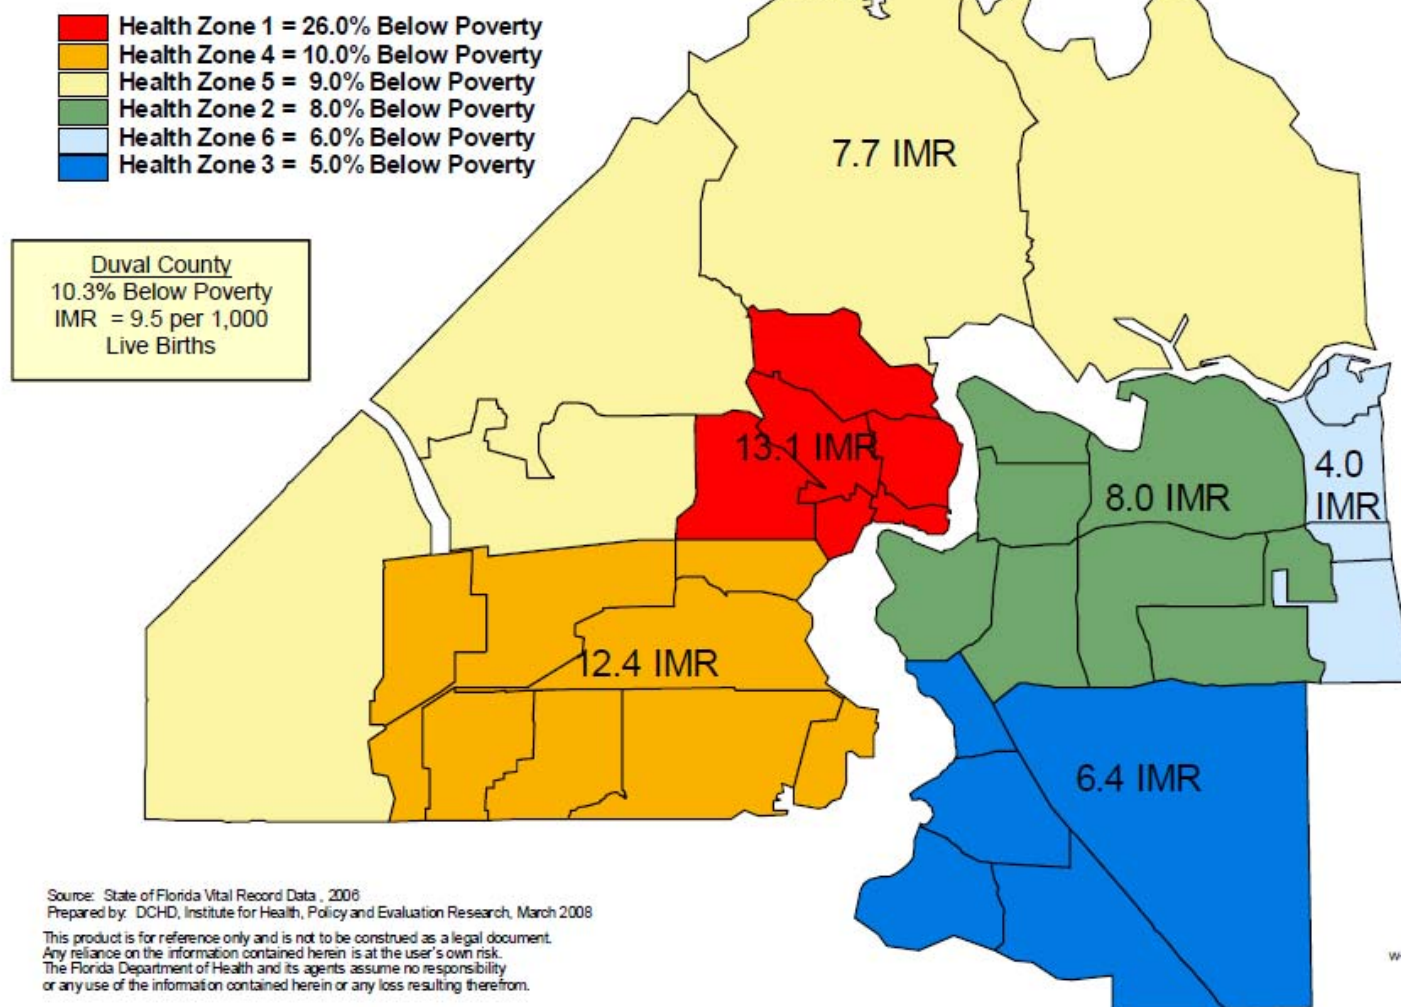 Health Zone 1 = 26.0% Below Poverty
Health Zone 4 = 10.0% Below Poverty
Health Zone 5 = 9.0% Below Poverty
Health Zone 2 = 8.0% Below Poverty
Health Zone 6 = 6.0% Below Poverty
Health Zone 3 = 5.0% Below Poverty
7.7 IMR
Duval County
10.3% Below Poverty
IMR = 9.5 per 1,000
Live Births
13.1 IMR
4.0
IMR
8.0 IMR
12.4 IMR
6.4 IMR
Source: State of Florida Vital Record Data , 2006
Prepared by: DCHD, Institute for Health, Policy and Evaluation Research, March 2008
This product is for reference only and is not to be construed as a legal document.
Any reliance on the information contained herein is at the user's own risk.
The Florida Department of Health and its agents assume no responsibility
or any use of the information contained herein or any loss resulting therefrom.